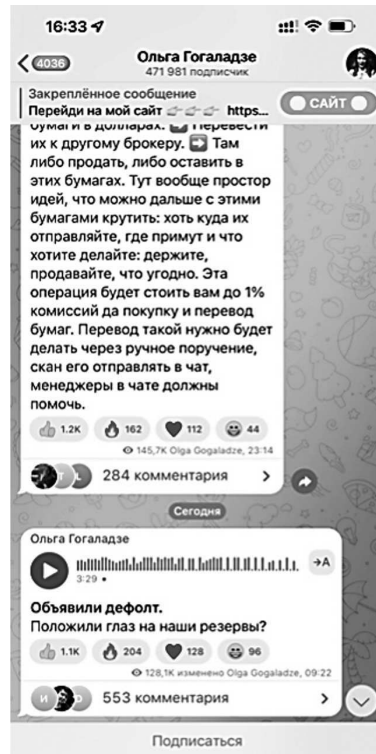 16:33
4036
Ольга Гогаладзе
471 981 подписчик
Закреплённое сообщение
Перейди на мой сайт 👉👉👉 https...
САЙТ
бумаги в долларах. ➡️ Перевести
их к другому брокеру. ➡️ Там
либо продать, либо оставить в
этих бумагах. Тут вообще простор
идей, что можно дальше с этими
бумагами крутить: хоть куда их
отправляйте, где примут и что
хотите делайте: держите,
продавайте, что угодно. Эта
операция будет стоить вам до 1%
комиссий да покупку и перевод
бумаг. Перевод такой нужно будет
делать через ручное поручение,
скан его отправлять в чат,
менеджеры в чате должны
помочь.
👍 1.2K 🔥 162 ❤ 112 😁 44
145,7K Olga Gogaladze, 23:14
284 комментария
Сегодня
Ольга Гогаладзе
→A
3:29
Объявили дефолт.
Положили глаз на наши резервы?
👍 1.1K 🔥 204 ❤ 128 😁 96
128,1K изменено Olga Gogaladze, 09:22
И
553 комментария
Подписаться